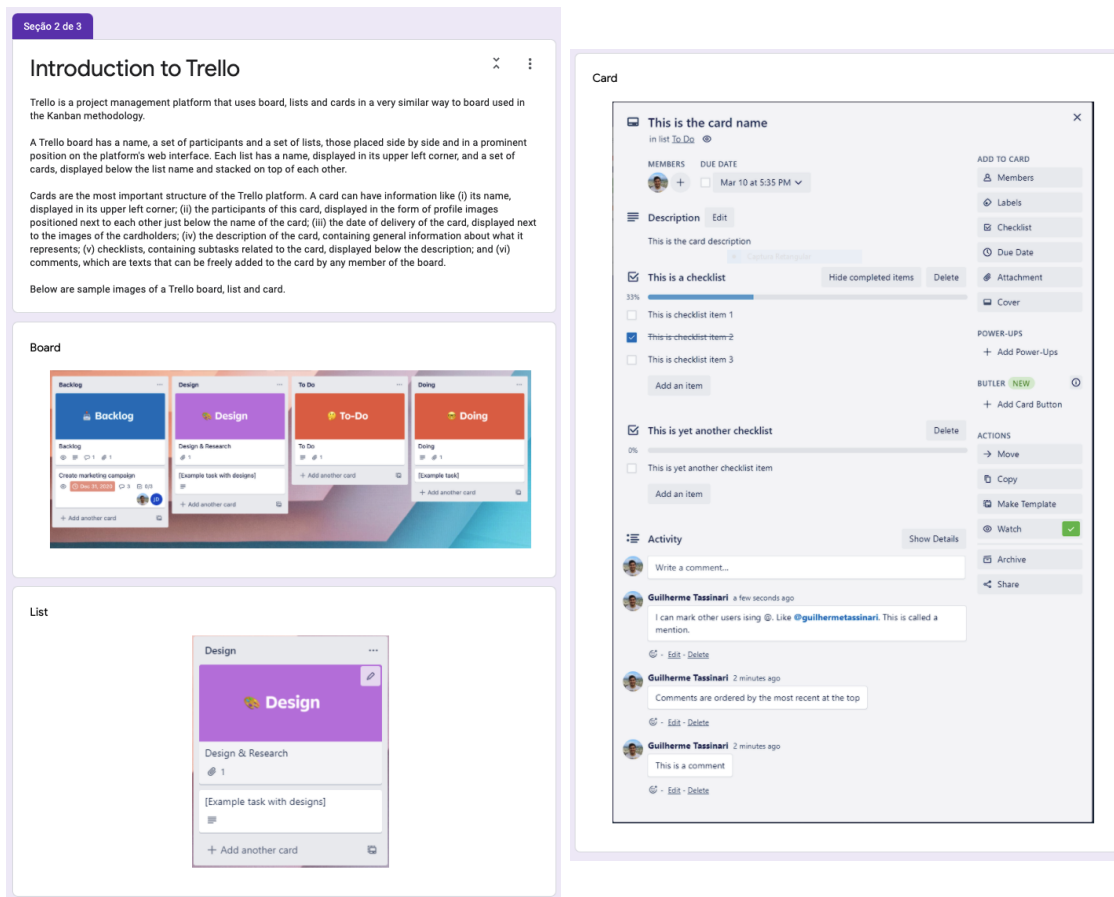 Seção 2 de 3
Introduction to Trello
Trello is a project management platform that uses board, lists and cards in a very similar way to board used in
the Kanban methodology.
A Trello board has a name, a set of participants and a set of lists, those placed side by side and in a prominent
position on the platform's web interface. Each list has a name, displayed in its upper left corner, and a set of
cards, displayed below the list name and stacked on top of each other.
Cards are the most important structure of the Trello platform. A card can have information like (i) its name,
displayed in its upper left corner; (ii) the participants of this card, displayed in the form of profile images
positioned next to each other just below the name of the card; (iii) the date of delivery of the card, displayed next
to the images of the cardholders; (iv) the description of the card, containing general information about what it
represents; (v) checklists, containing subtasks related to the card, displayed below the description; and (vi)
comments, which are texts that can be freely added to the card by any member of the board.
Below are sample images of a Trello board, list and card.
Board
Backlog
Backlog
Backlog
1 1
Create marketing campaign
3
+ Add another card
Design
Design
Design & Research
1
[Example task with designs]
+ Add another card
To Do
To-Do
To Do
1
+ Add another card
Doing
Doing
Doing
1
[Example task]
+ Add another card
List
Design
Design
Design & Research
1
[Example task with designs]
+ Add another card
Card
This is the card name
in list To Do
MEMBERS DUE DATE
+ Mar 10 at 5:35 PM
Description Edit
This is the card description
This is a checklist Hide completed items Delete
33%
This is checklist item 1
This is checklist item 2
This is checklist item 3
Add an item
This is yet another checklist Delete
0%
This is yet another checklist item
Add an item
Activity Show Details
Write a comment...
Guilherme Tassinari a few seconds ago
I can mark other users ising @. Like @guilhermetassinari. This is called a
mention.
- Edit - Delete
Guilherme Tassinari 2 minutes ago
Comments are ordered by the most recent at the top
- Edit - Delete
Guilherme Tassinari 2 minutes ago
This is a comment
- Edit - Delete
ADD TO CARD
Members
Labels
Checklist
Due Date
Attachment
Cover
POWER-UPS
+ Add Power-Ups
BUTLER NEW
+ Add Card Button
ACTIONS
Move
Copy
Make Template
Watch
Archive
Share